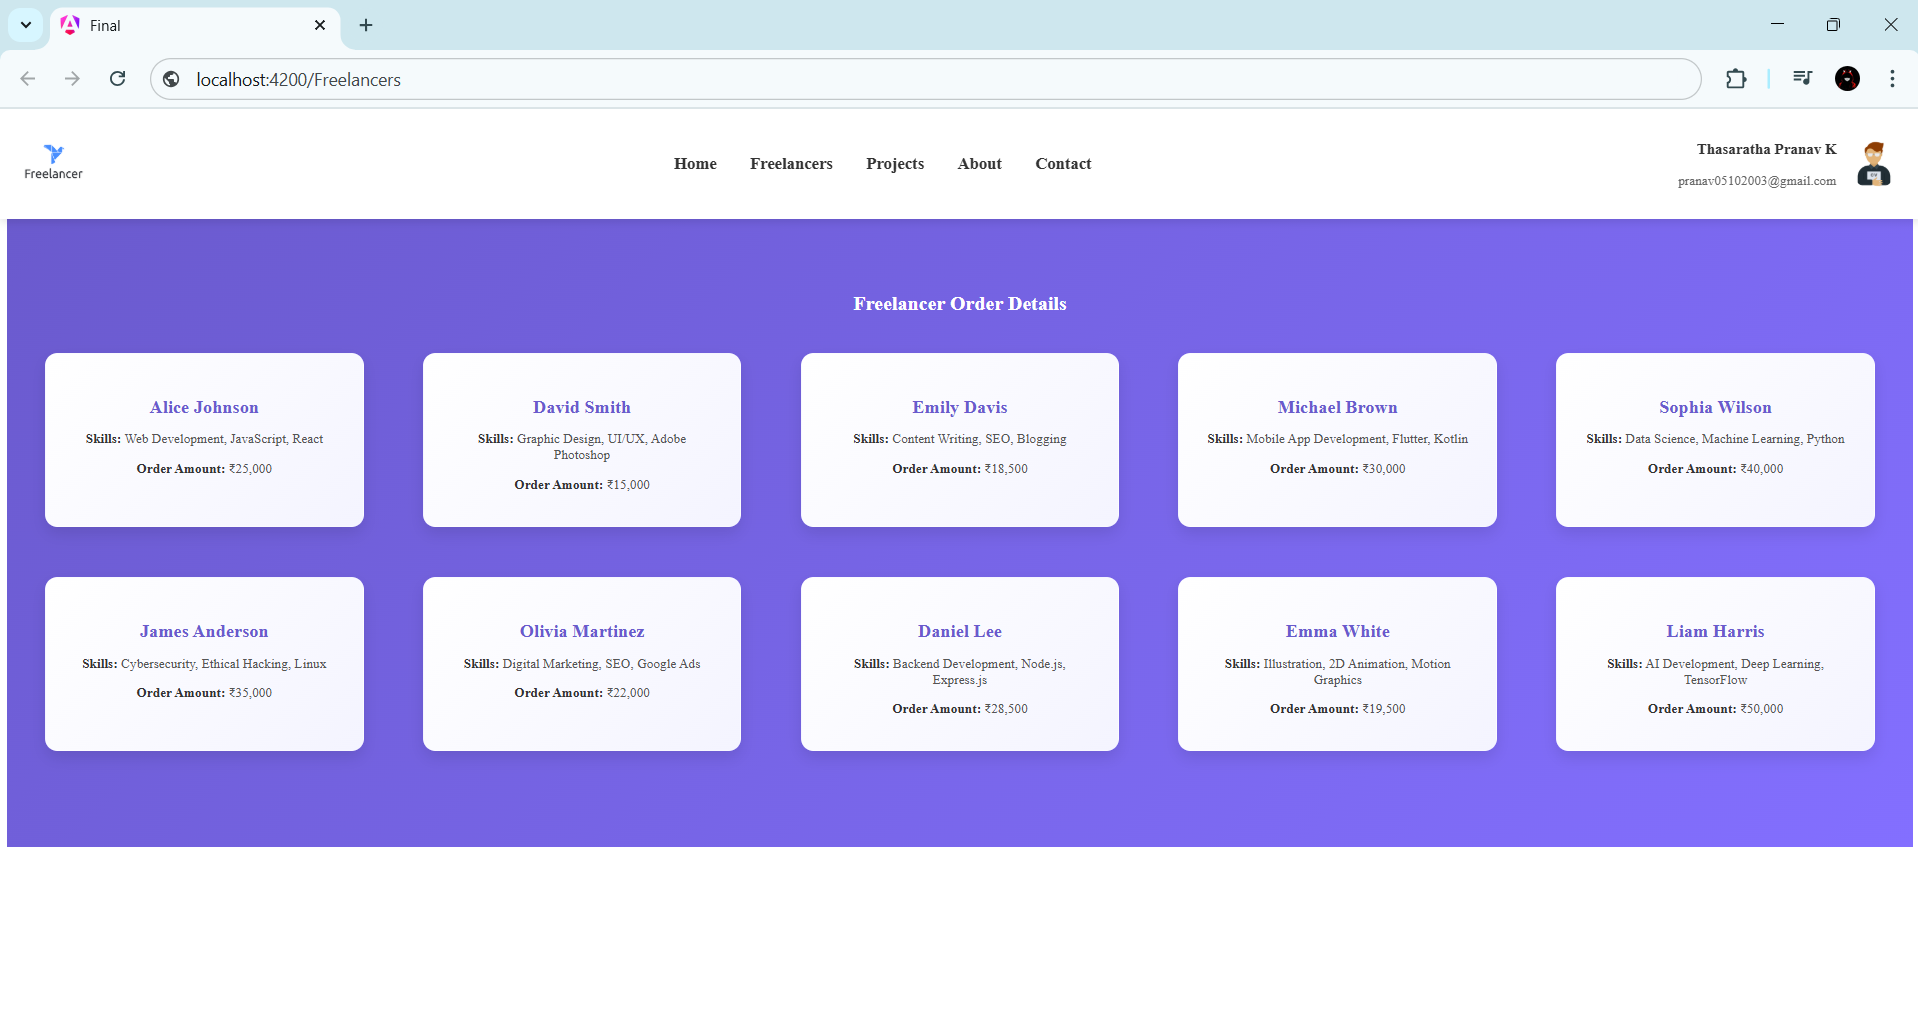 Final
localhost:4200/Freelancers
Freelancer
Home Freelancers Projects About Contact
Thasaratha Pranav K
pranav05102003@gmail.com
Freelancer Order Details
Alice Johnson
Skills: Web Development, JavaScript, React
Order Amount: ₹25,000
David Smith
Skills: Graphic Design, UI/UX, Adobe
Photoshop
Order Amount: ₹15,000
Emily Davis
Skills: Content Writing, SEO, Blogging
Order Amount: ₹18,500
Michael Brown
Skills: Mobile App Development, Flutter, Kotlin
Order Amount: ₹30,000
Sophia Wilson
Skills: Data Science, Machine Learning, Python
Order Amount: ₹40,000
James Anderson
Skills: Cybersecurity, Ethical Hacking, Linux
Order Amount: ₹35,000
Olivia Martinez
Skills: Digital Marketing, SEO, Google Ads
Order Amount: ₹22,000
Daniel Lee
Skills: Backend Development, Node.js,
Express.js
Order Amount: ₹28,500
Emma White
Skills: Illustration, 2D Animation, Motion
Graphics
Order Amount: ₹19,500
Liam Harris
Skills: AI Development, Deep Learning,
TensorFlow
Order Amount: ₹50,000